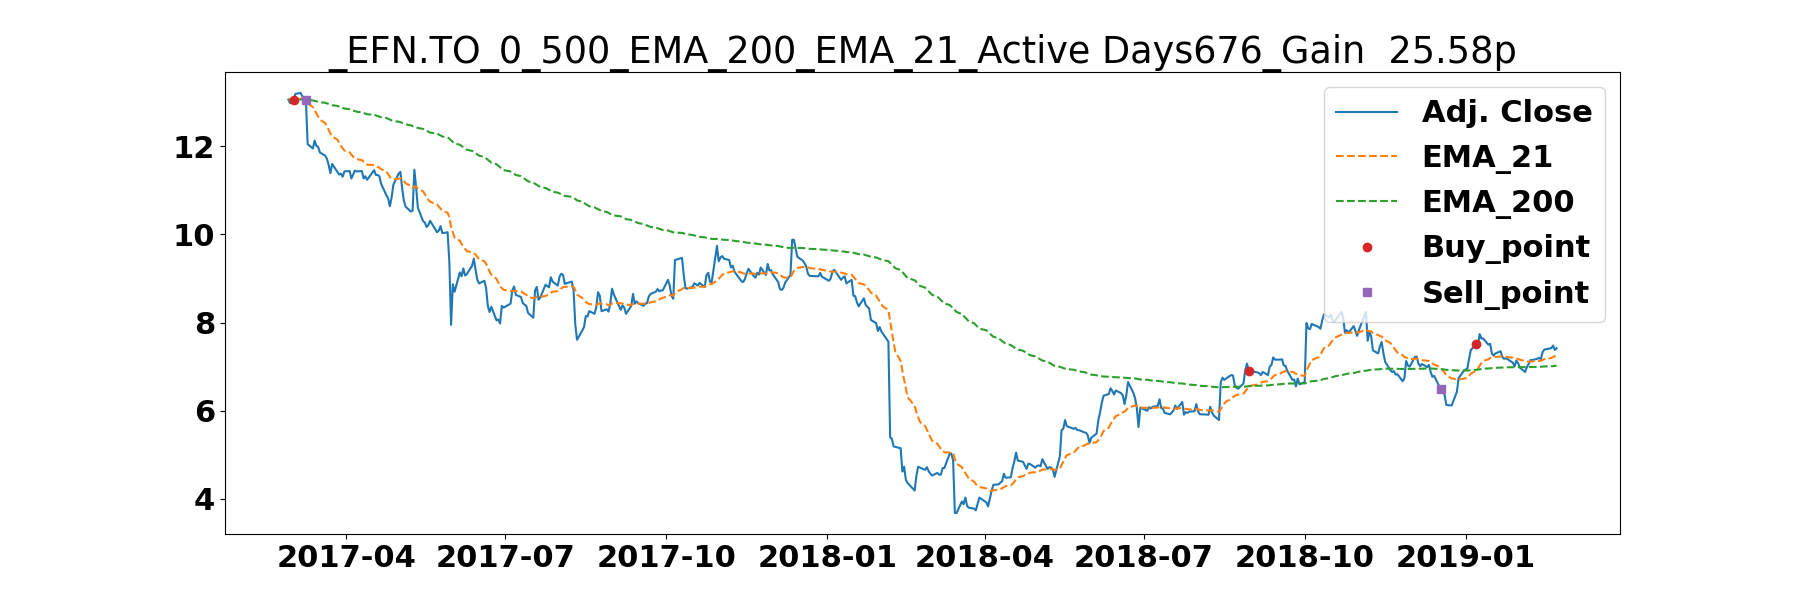 _EFN.TO_0_500_EMA_200_EMA_21_Active Days676_Gain  25.58p
Adj. Close
EMA_21
EMA_200
Buy_point
Sell_point
12
10
8
6
4
2017-04 2017-07 2017-10 2018-01 2018-04 2018-07 2018-10 2019-01